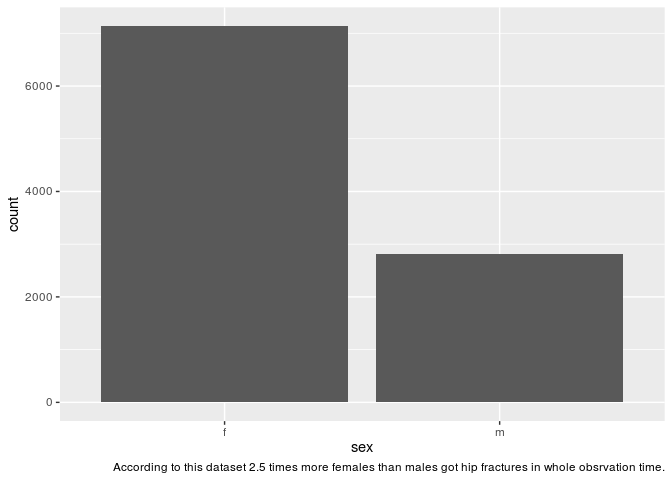 6000
4000
2000
0
count
f m
sex
According to this dataset 2.5 times more females than males got hip fractures in whole obsrvation time.